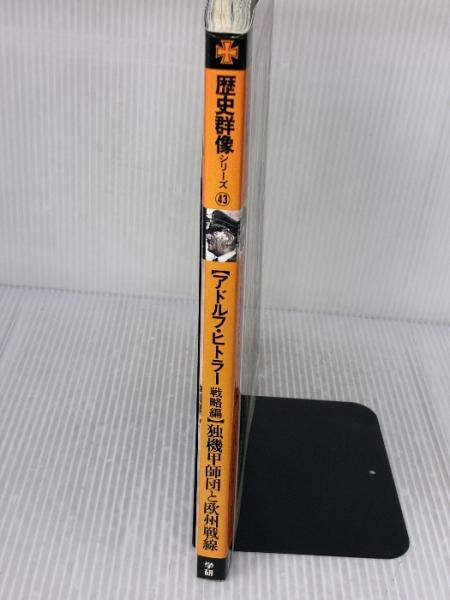 歴史群像
シリーズ
㊸
【アドルフ・ヒトラー
戦略編】
独機甲師団と欧州戦線
学研